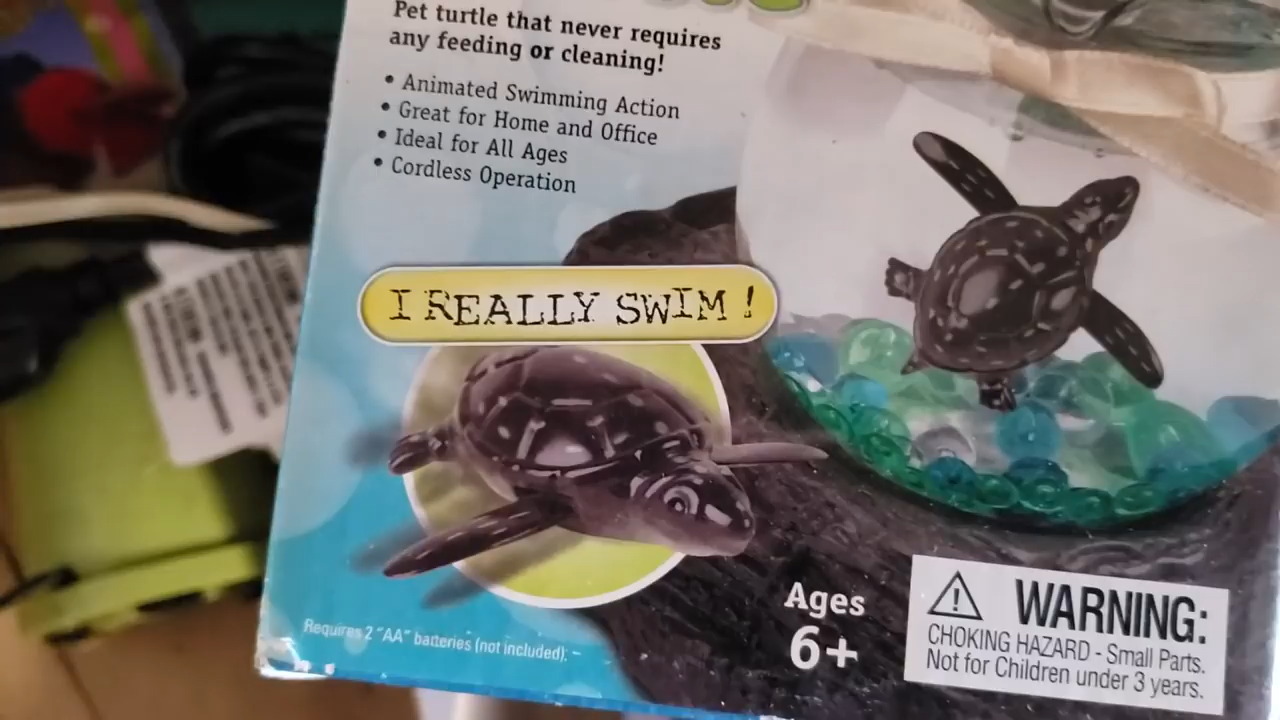 Pet turtle that never requires
any feeding or cleaning!
• Animated Swimming Action
• Great for Home and Office
• Ideal for All Ages
• Cordless Operation
I REALLY SWIM!
Ages
6+
WARNING:
CHOKING HAZARD - Small Parts.
Not for Children under 3 years.
Requires 2 "AA" batteries (not included).